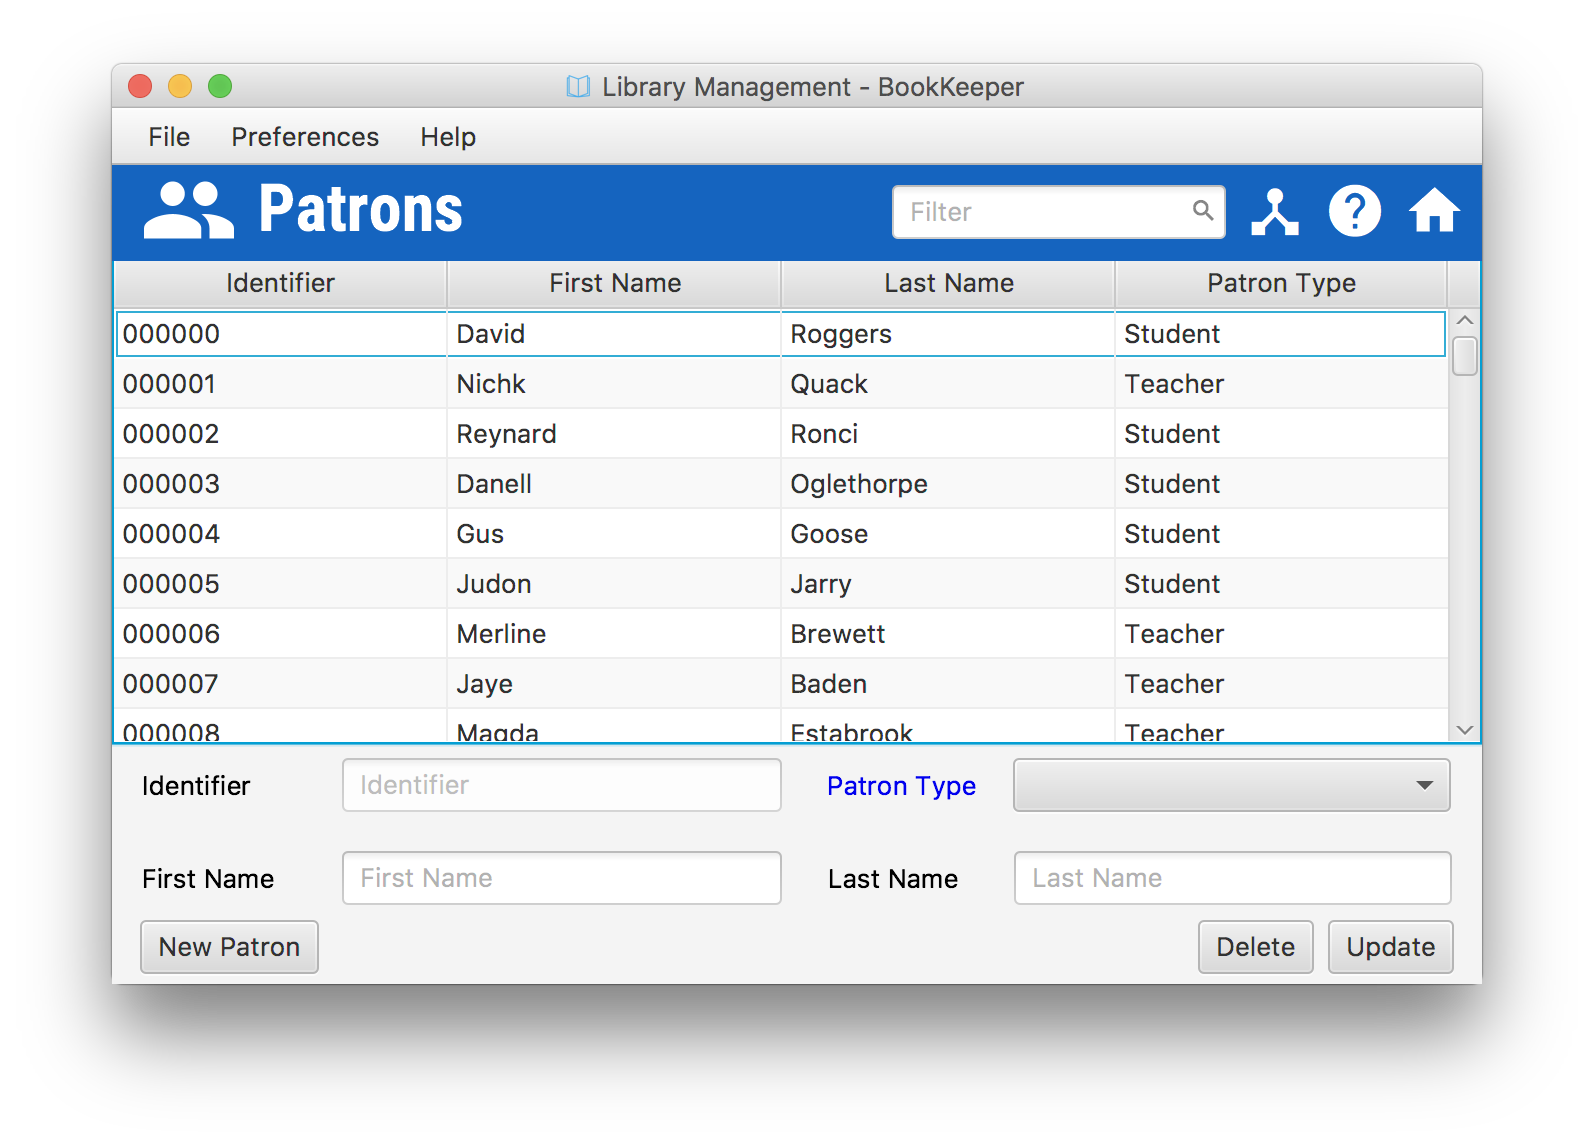 Library Management - BookKeeper
File Preferences Help
Patrons Filter ?
Identifier First Name Last Name Patron Type
000000 David Roggers Student
000001 Nichk Quack Teacher
000002 Reynard Ronci Student
000003 Danell Oglethorpe Student
000004 Gus Goose Student
000005 Judon Jarry Student
000006 Merline Brewett Teacher
000007 Jaye Baden Teacher
000008 Magda Estabrook Teacher
Identifier Identifier Patron Type
First Name First Name Last Name Last Name
New Patron Delete Update